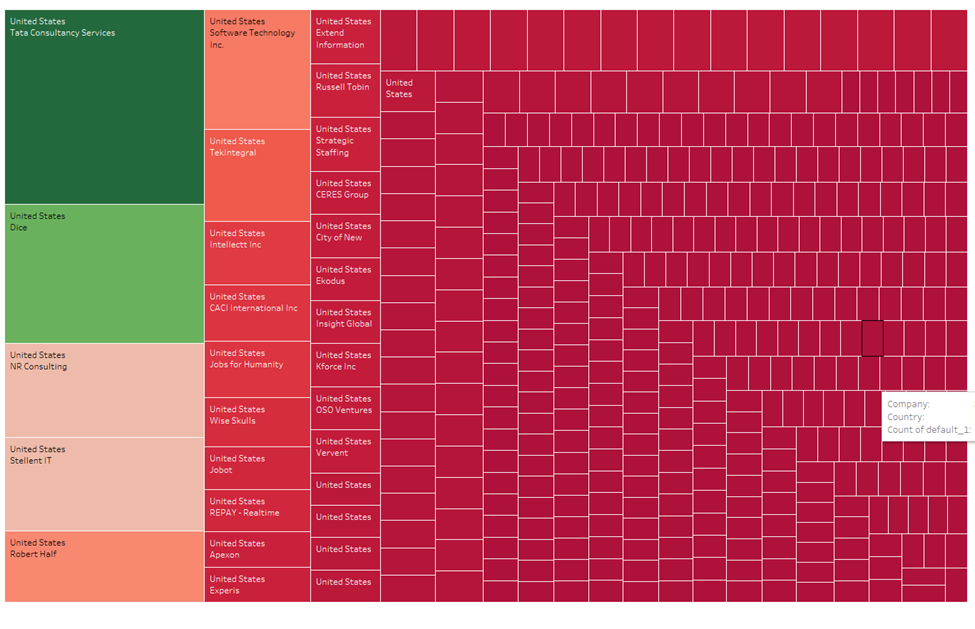 United States
Tata Consultancy Services
United States
Dice
United States
NR Consulting
United States
Stellent IT
United States
Robert Half
United States
Software Technology
Inc.
United States
TekIntegral
United States
Intellectt Inc
United States
CACI International Inc
United States
Jobs for Humanity
United States
Wise Skulls
United States
Jobot
United States
REPAY - Realtime
United States
Apexon
United States
Experis
United States
Extend
Information
United States
Russell Tobin
United States
Strategic
Staffing
United States
CERES Group
United States
City of New
United States
Ekodus
United States
Insight Global
United States
Kforce Inc
United States
OSO Ventures
United States
Vervent
United States
United States
United States
United States
United
States
Company:
Country:
Count of default_1: